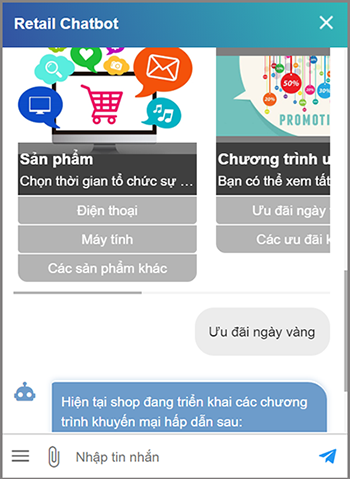 Retail Chatbot
50%
30%
20%
PROMOTI
Sản phẩm
Chọn thời gian tổ chức sự ...
Điện thoại
Máy tính
Các sản phẩm khác
Chương trình u
Bạn có thể xem tất
Ưu đãi ngày
Các ưu đãi k
Ưu đãi ngày vàng
Hiện tại shop đang triển khai các chương
trình khuyến mại hấp dẫn sau:
Nhập tin nhắn